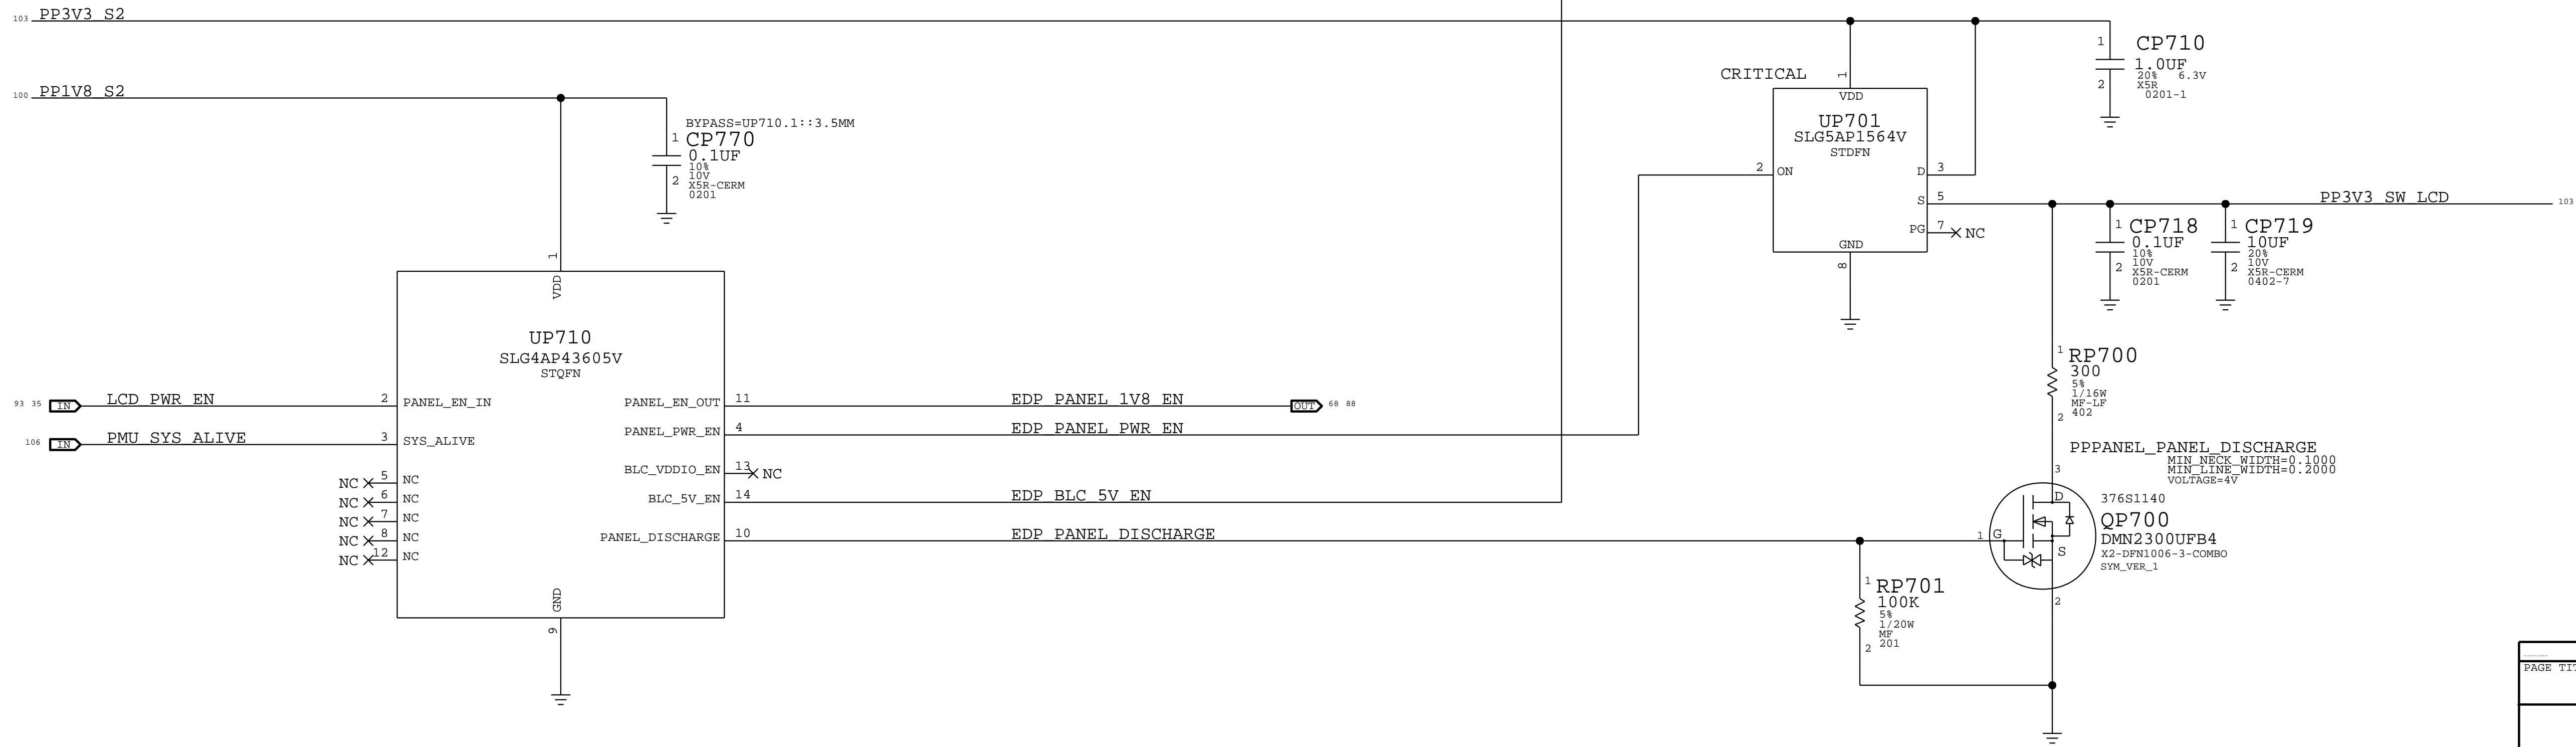 103 PP3V3_S2
100 PP1V8_S2
BYPASS=UP710.1::3.5MM
1 CP770
0.1UF
10%
10V
2 X5R-CERM
0201
1
VDD
UP710
SLG4AP43605V
STQFN
93 35 IN LCD_PWR_EN 2 PANEL_EN_IN
106 IN PMU_SYS_ALIVE 3 SYS_ALIVE
NC 5 NC
NC 6 NC
NC 7 NC
NC 8 NC
NC 12 NC
PANEL_EN_OUT 11 EDP_PANEL_1V8_EN OUT 68 88
PANEL_PWR_EN 4 EDP_PANEL_PWR_EN
BLC_VDDIO_EN 13 NC
BLC_5V_EN 14 EDP_BLC_5V_EN
PANEL_DISCHARGE 10 EDP_PANEL_DISCHARGE
GND
9
CRITICAL
1
VDD
UP701
SLG5AP1564V
STDFN
2 ON
D 3
S 5
PG 7 NC
GND
8
1 CP710
1.0UF
20% 6.3V
2 X5R
0201-1
PP3V3_SW_LCD 103
1 CP718
0.1UF
10%
10V
2 X5R-CERM
0201
1 CP719
10UF
20%
10V
2 X5R-CERM
0402-7
1 RP700
300
5%
1/16W
MF-LF
2 402
PPPANEL_PANEL_DISCHARGE
MIN_NECK_WIDTH=0.1000
MIN_LINE_WIDTH=0.2000
VOLTAGE=4V
3
D
1 G
S
2
376S1140
QP700
DMN2300UFB4
X2-DFN1006-3-COMBO
SYM_VER_1
1 RP701
100K
5%
1/20W
MF
2 201
PAGE TIT